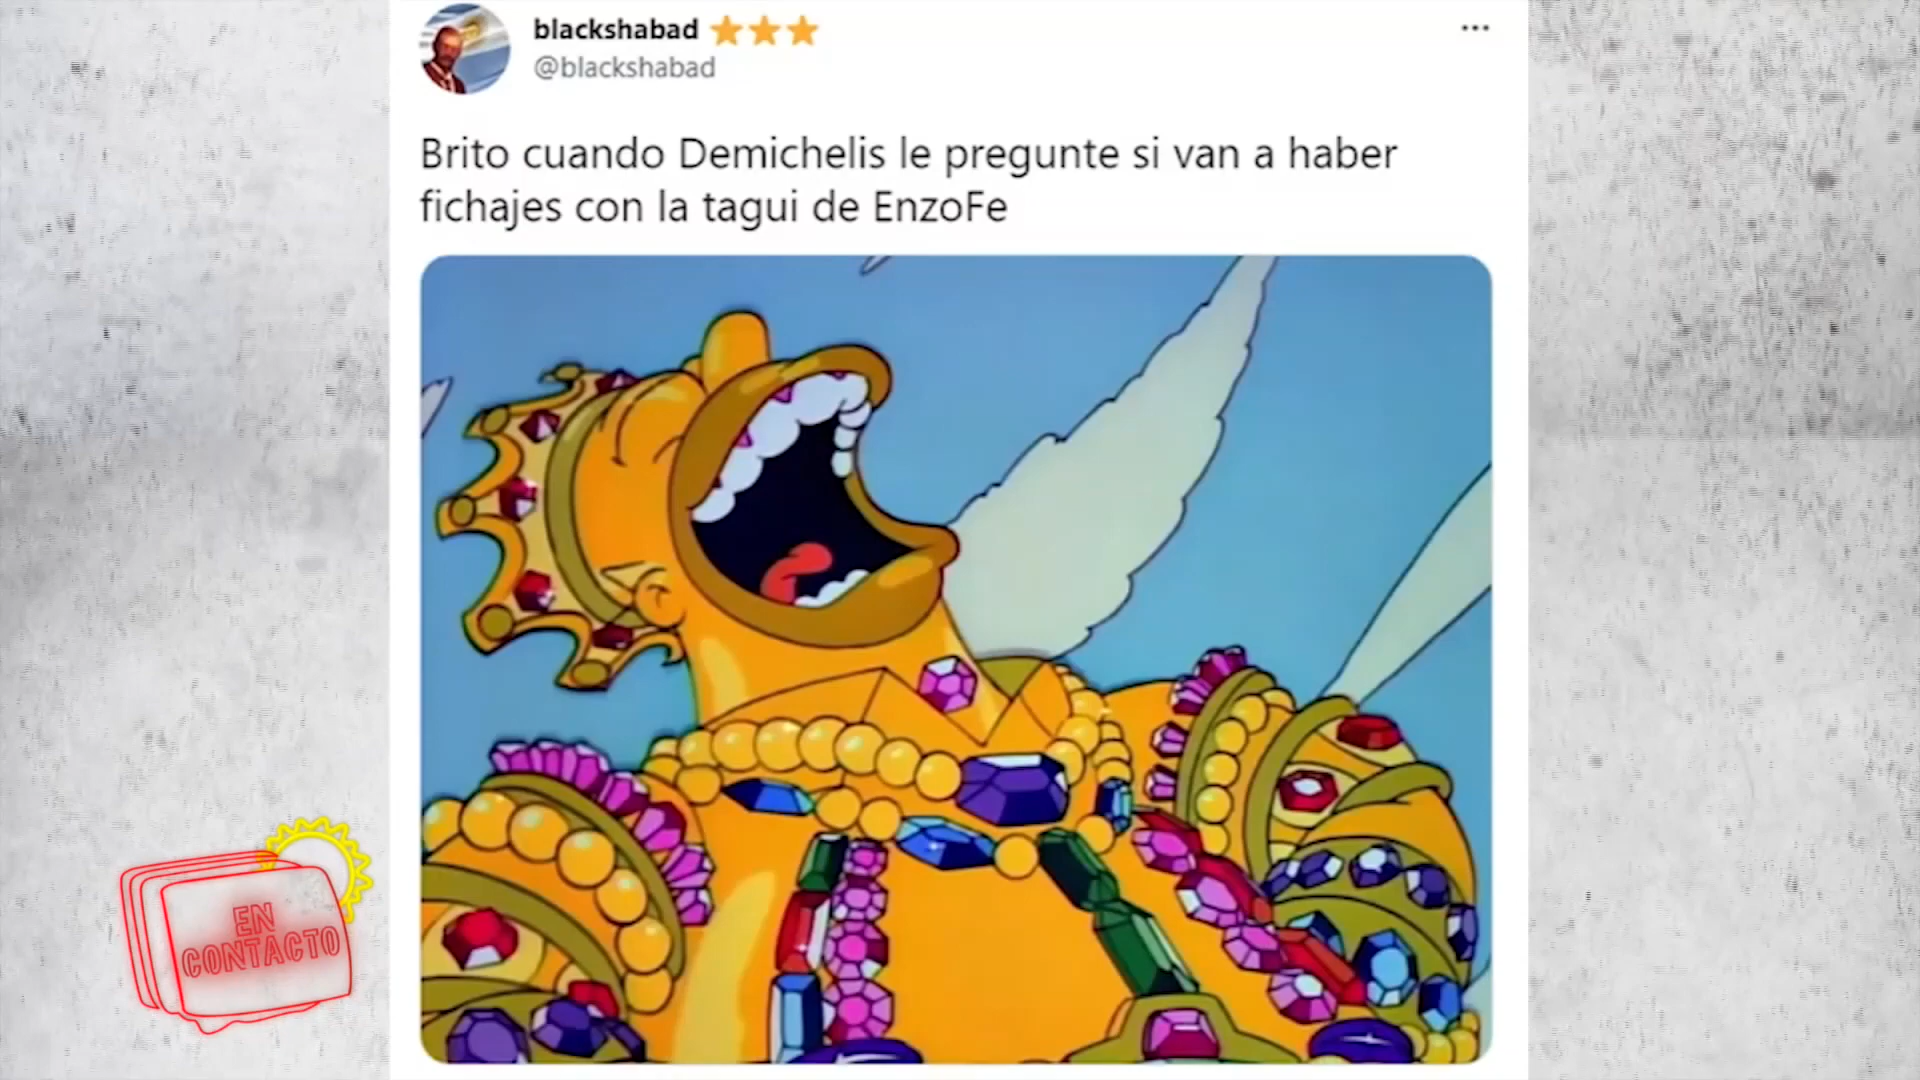 blackshabad ⭐⭐⭐
@blackshabad
Brito cuando Demichelis le pregunte si van a haber
fichajes con la tagui de EnzoFe
EN
CONTACTO